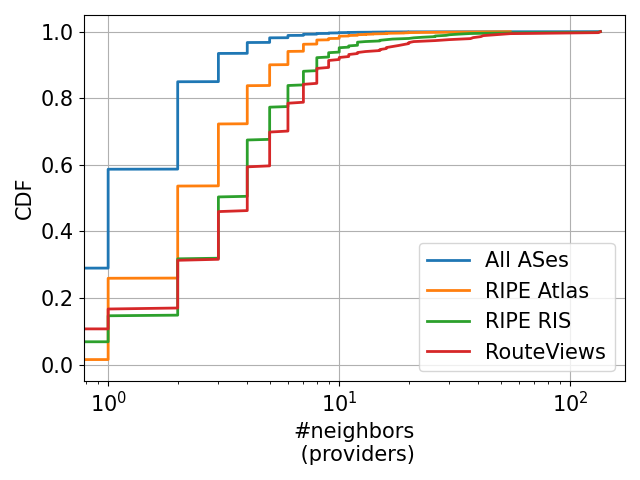 1.0
0.8
0.6
0.4
0.2
0.0
CDF
10⁰
10¹
10²
#neighbors
(providers)
All ASes
RIPE Atlas
RIPE RIS
RouteViews